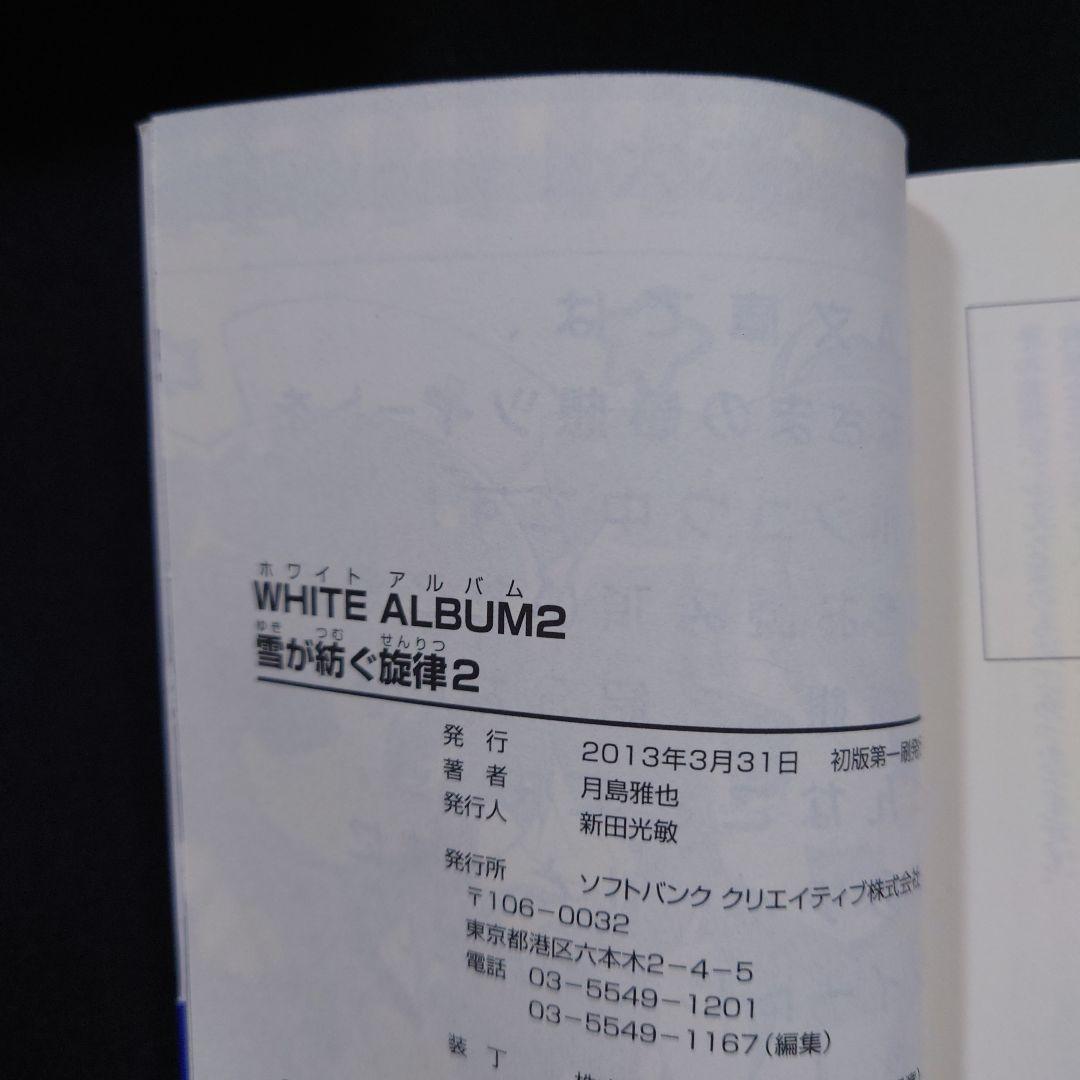 ホワイト アルバム
WHITE ALBUM2
ゆき つむ せんりつ
雪が紡ぐ旋律2
発 行 2013年3月31日 初版第一刷発行
著 者 月島雅也
発行人 新田光敏
発行所 ソフトバンク クリエイティブ株式会社
〒106-0032
東京都港区六本木2-4-5
電話 03-5549-1201
03-5549-1167(編集)
装 丁